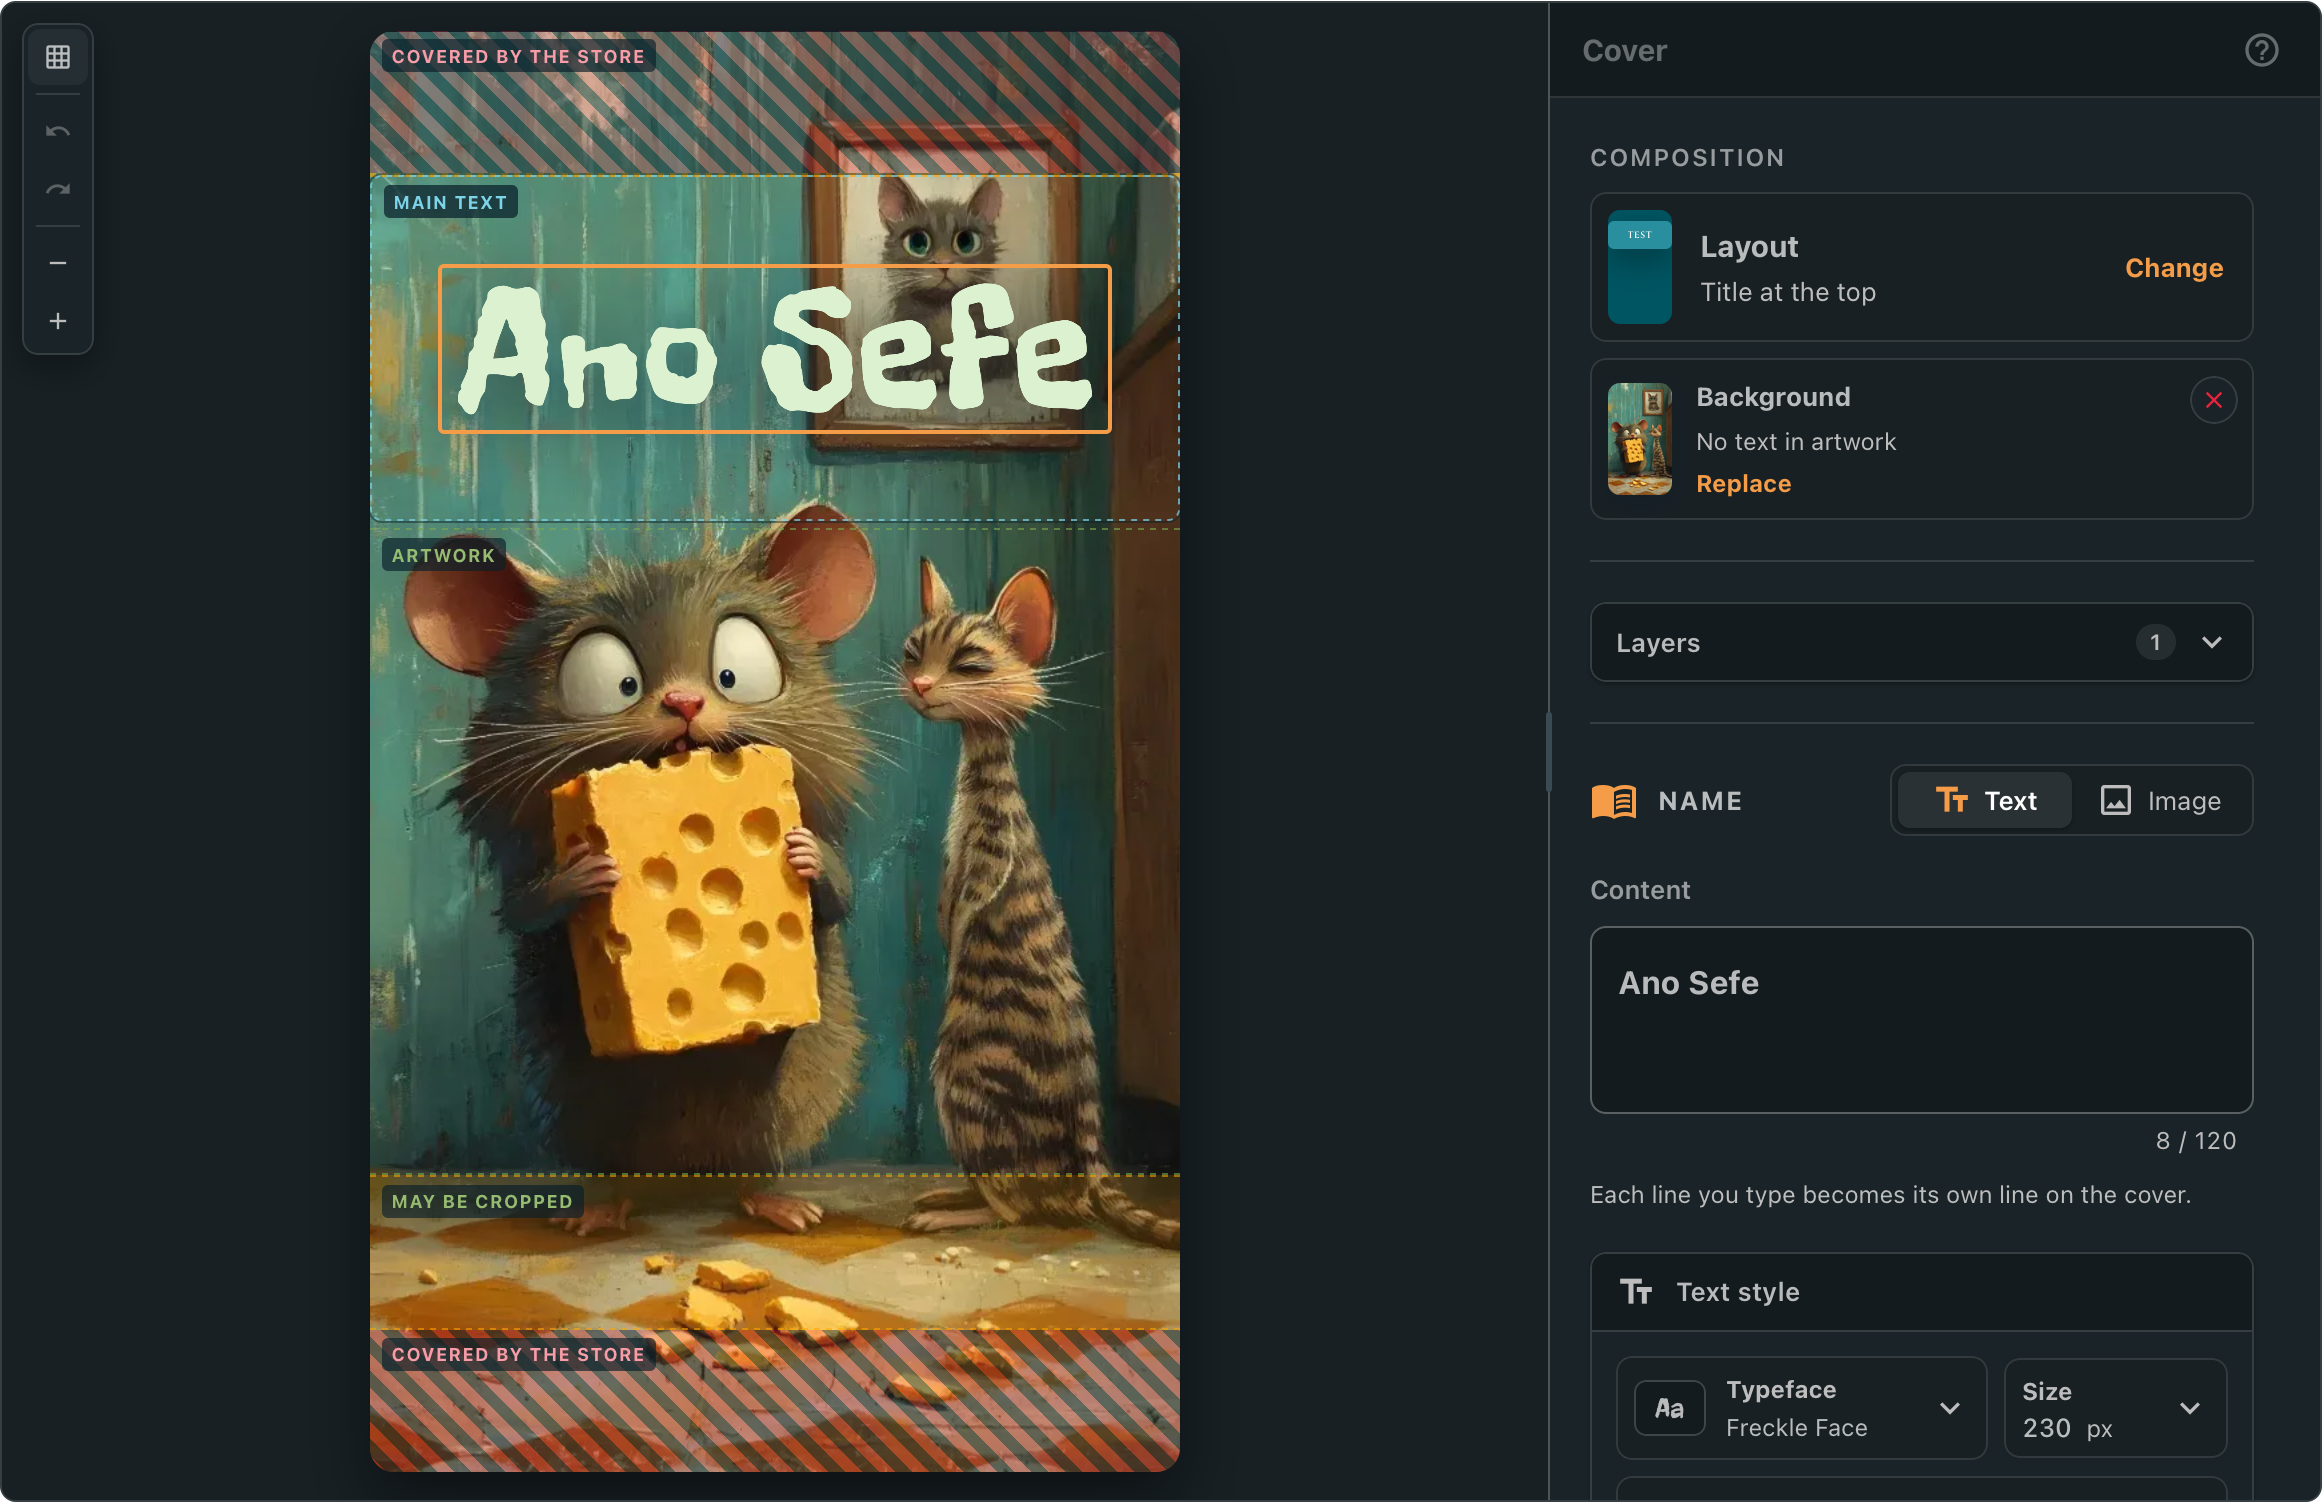 COVERED BY THE STORE
MAIN TEXT
Ano Sefe
ARTWORK
MAY BE CROPPED
COVERED BY THE STORE
Cover
COMPOSITION
TEST
Layout
Title at the top
Change
Background
No text in artwork
Replace
Layers
1
NAME
Text
Image
Content
Ano Sefe
8 / 120
Each line you type becomes its own line on the cover.
Text style
Aa
Typeface
Freckle Face
Size
230 px